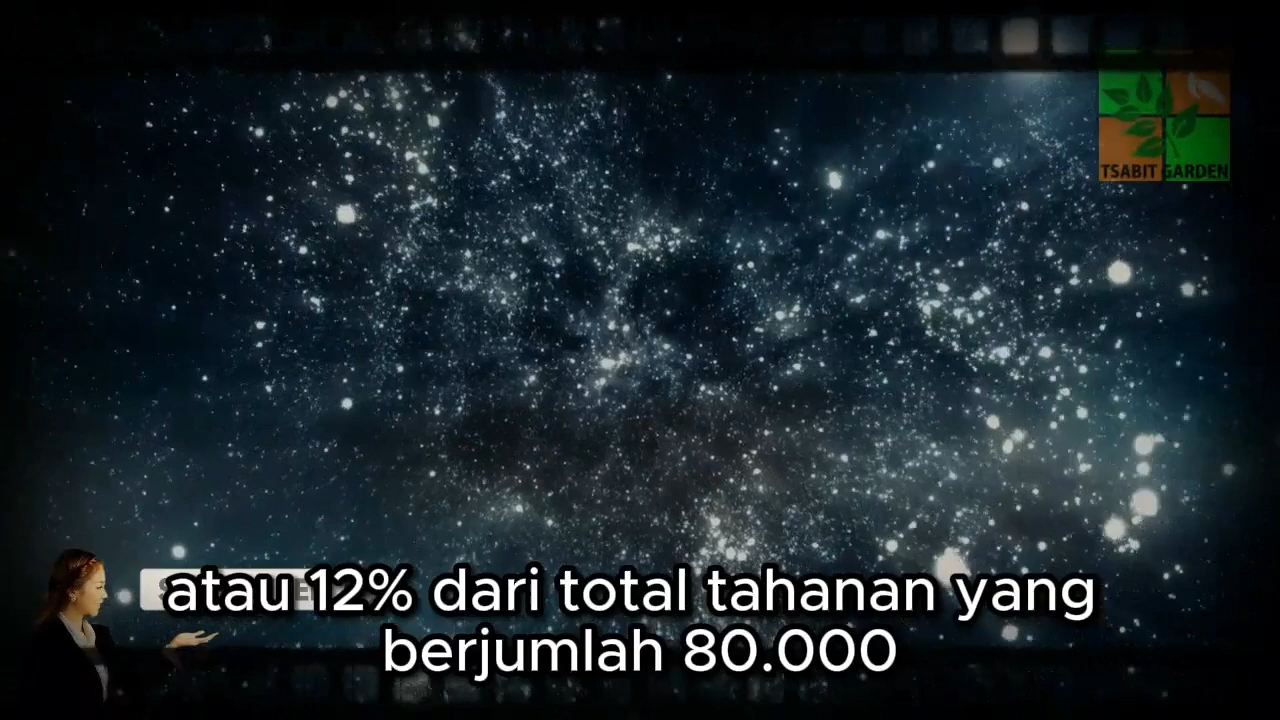 TSABIT GARDEN
atau 12% dari total tahanan yang
berjumlah 80.000